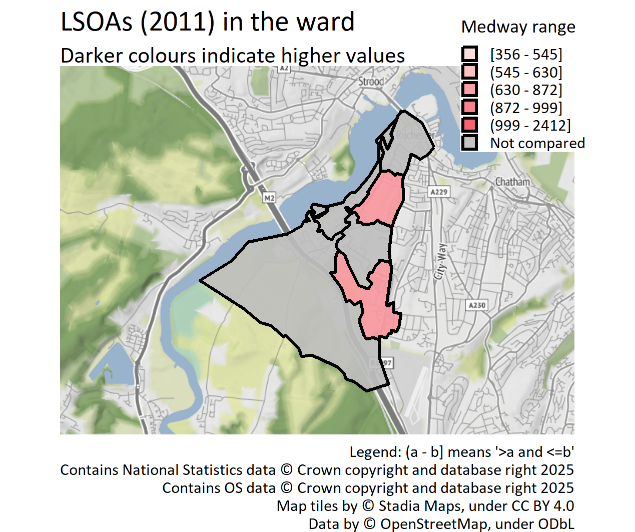 LSOAs (2011) in the ward
Darker colours indicate higher values
Medway range
[356 - 545]
(545 - 630]
(630 - 872]
(872 - 999]
(999 - 2412]
Not compared
A2
Strood
M2
A229
Chatham
City Way
A230
Legend: (a - b] means '>a and <=b'
Contains National Statistics data © Crown copyright and database right 2025
Contains OS data © Crown copyright and database right 2025
Map tiles by © Stadia Maps, under CC BY 4.0
Data by © OpenStreetMap, under ODbL